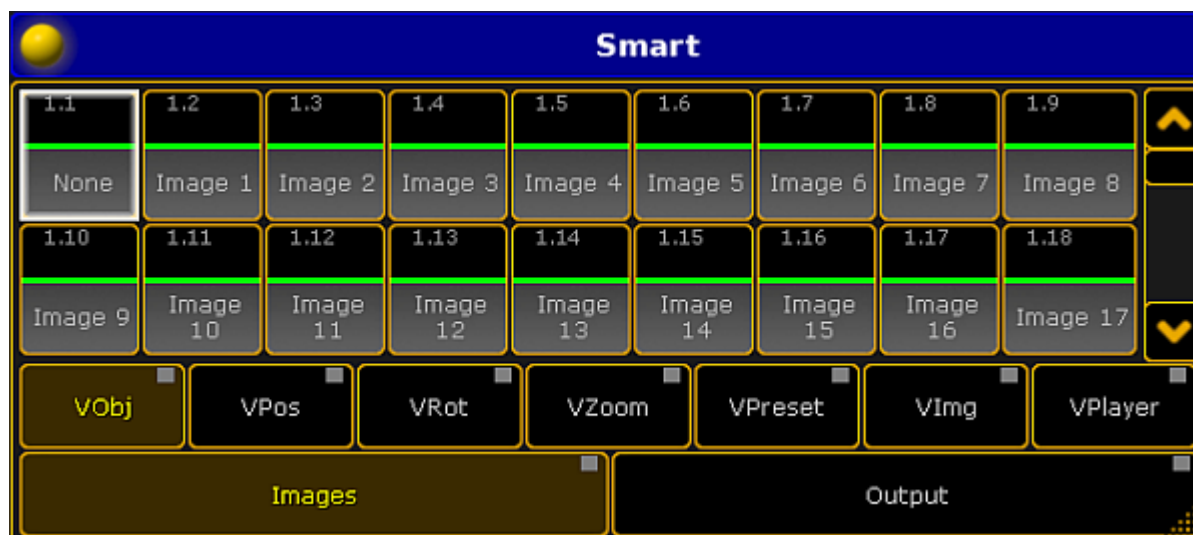 Smart
1.1 1.2 1.3 1.4 1.5 1.6 1.7 1.8 1.9
None Image 1 Image 2 Image 3 Image 4 Image 5 Image 6 Image 7 Image 8
1.10 1.11 1.12 1.13 1.14 1.15 1.16 1.17 1.18
Image 9 Image 10 Image 11 Image 12 Image 13 Image 14 Image 15 Image 16 Image 17
VObj VPos VRot VZoom VPreset VImg VPlayer
Images Output